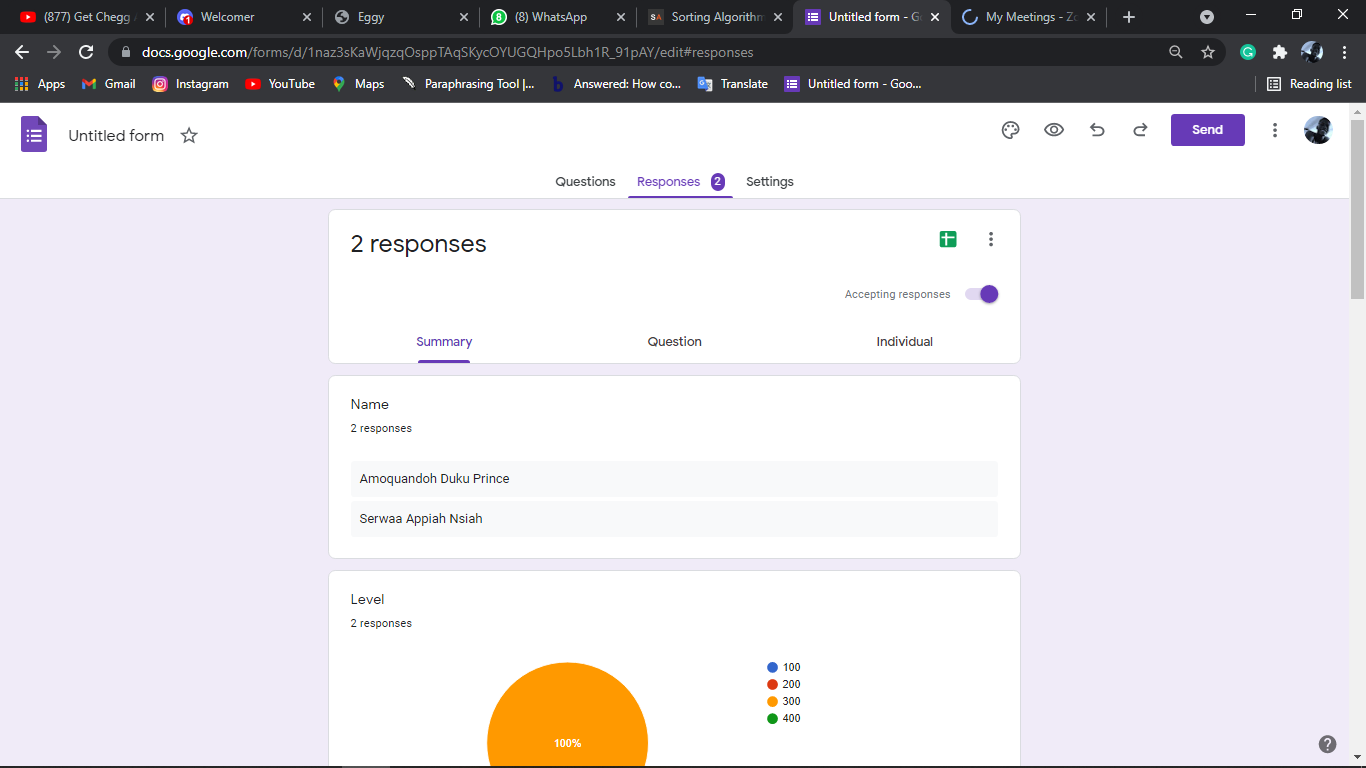 (877) Get Chegg
Welcomer
Eggy
(8) WhatsApp
SA Sorting Algorithm
Untitled form - G
My Meetings - Zo
docs.google.com/forms/d/1naz3sKaWjqzqOsppTAqSKycOYUGQHpo5Lbh1R_91pAY/edit#responses
Apps Gmail Instagram YouTube Maps Paraphrasing Tool |... b Answered: How co... Translate Untitled form - Goo... Reading list
Untitled form
Send
Questions Responses 2 Settings
2 responses
Accepting responses
Summary Question Individual
Name
2 responses
Amoquandoh Duku Prince
Serwaa Appiah Nsiah
Level
2 responses
100
200
300
400
100%